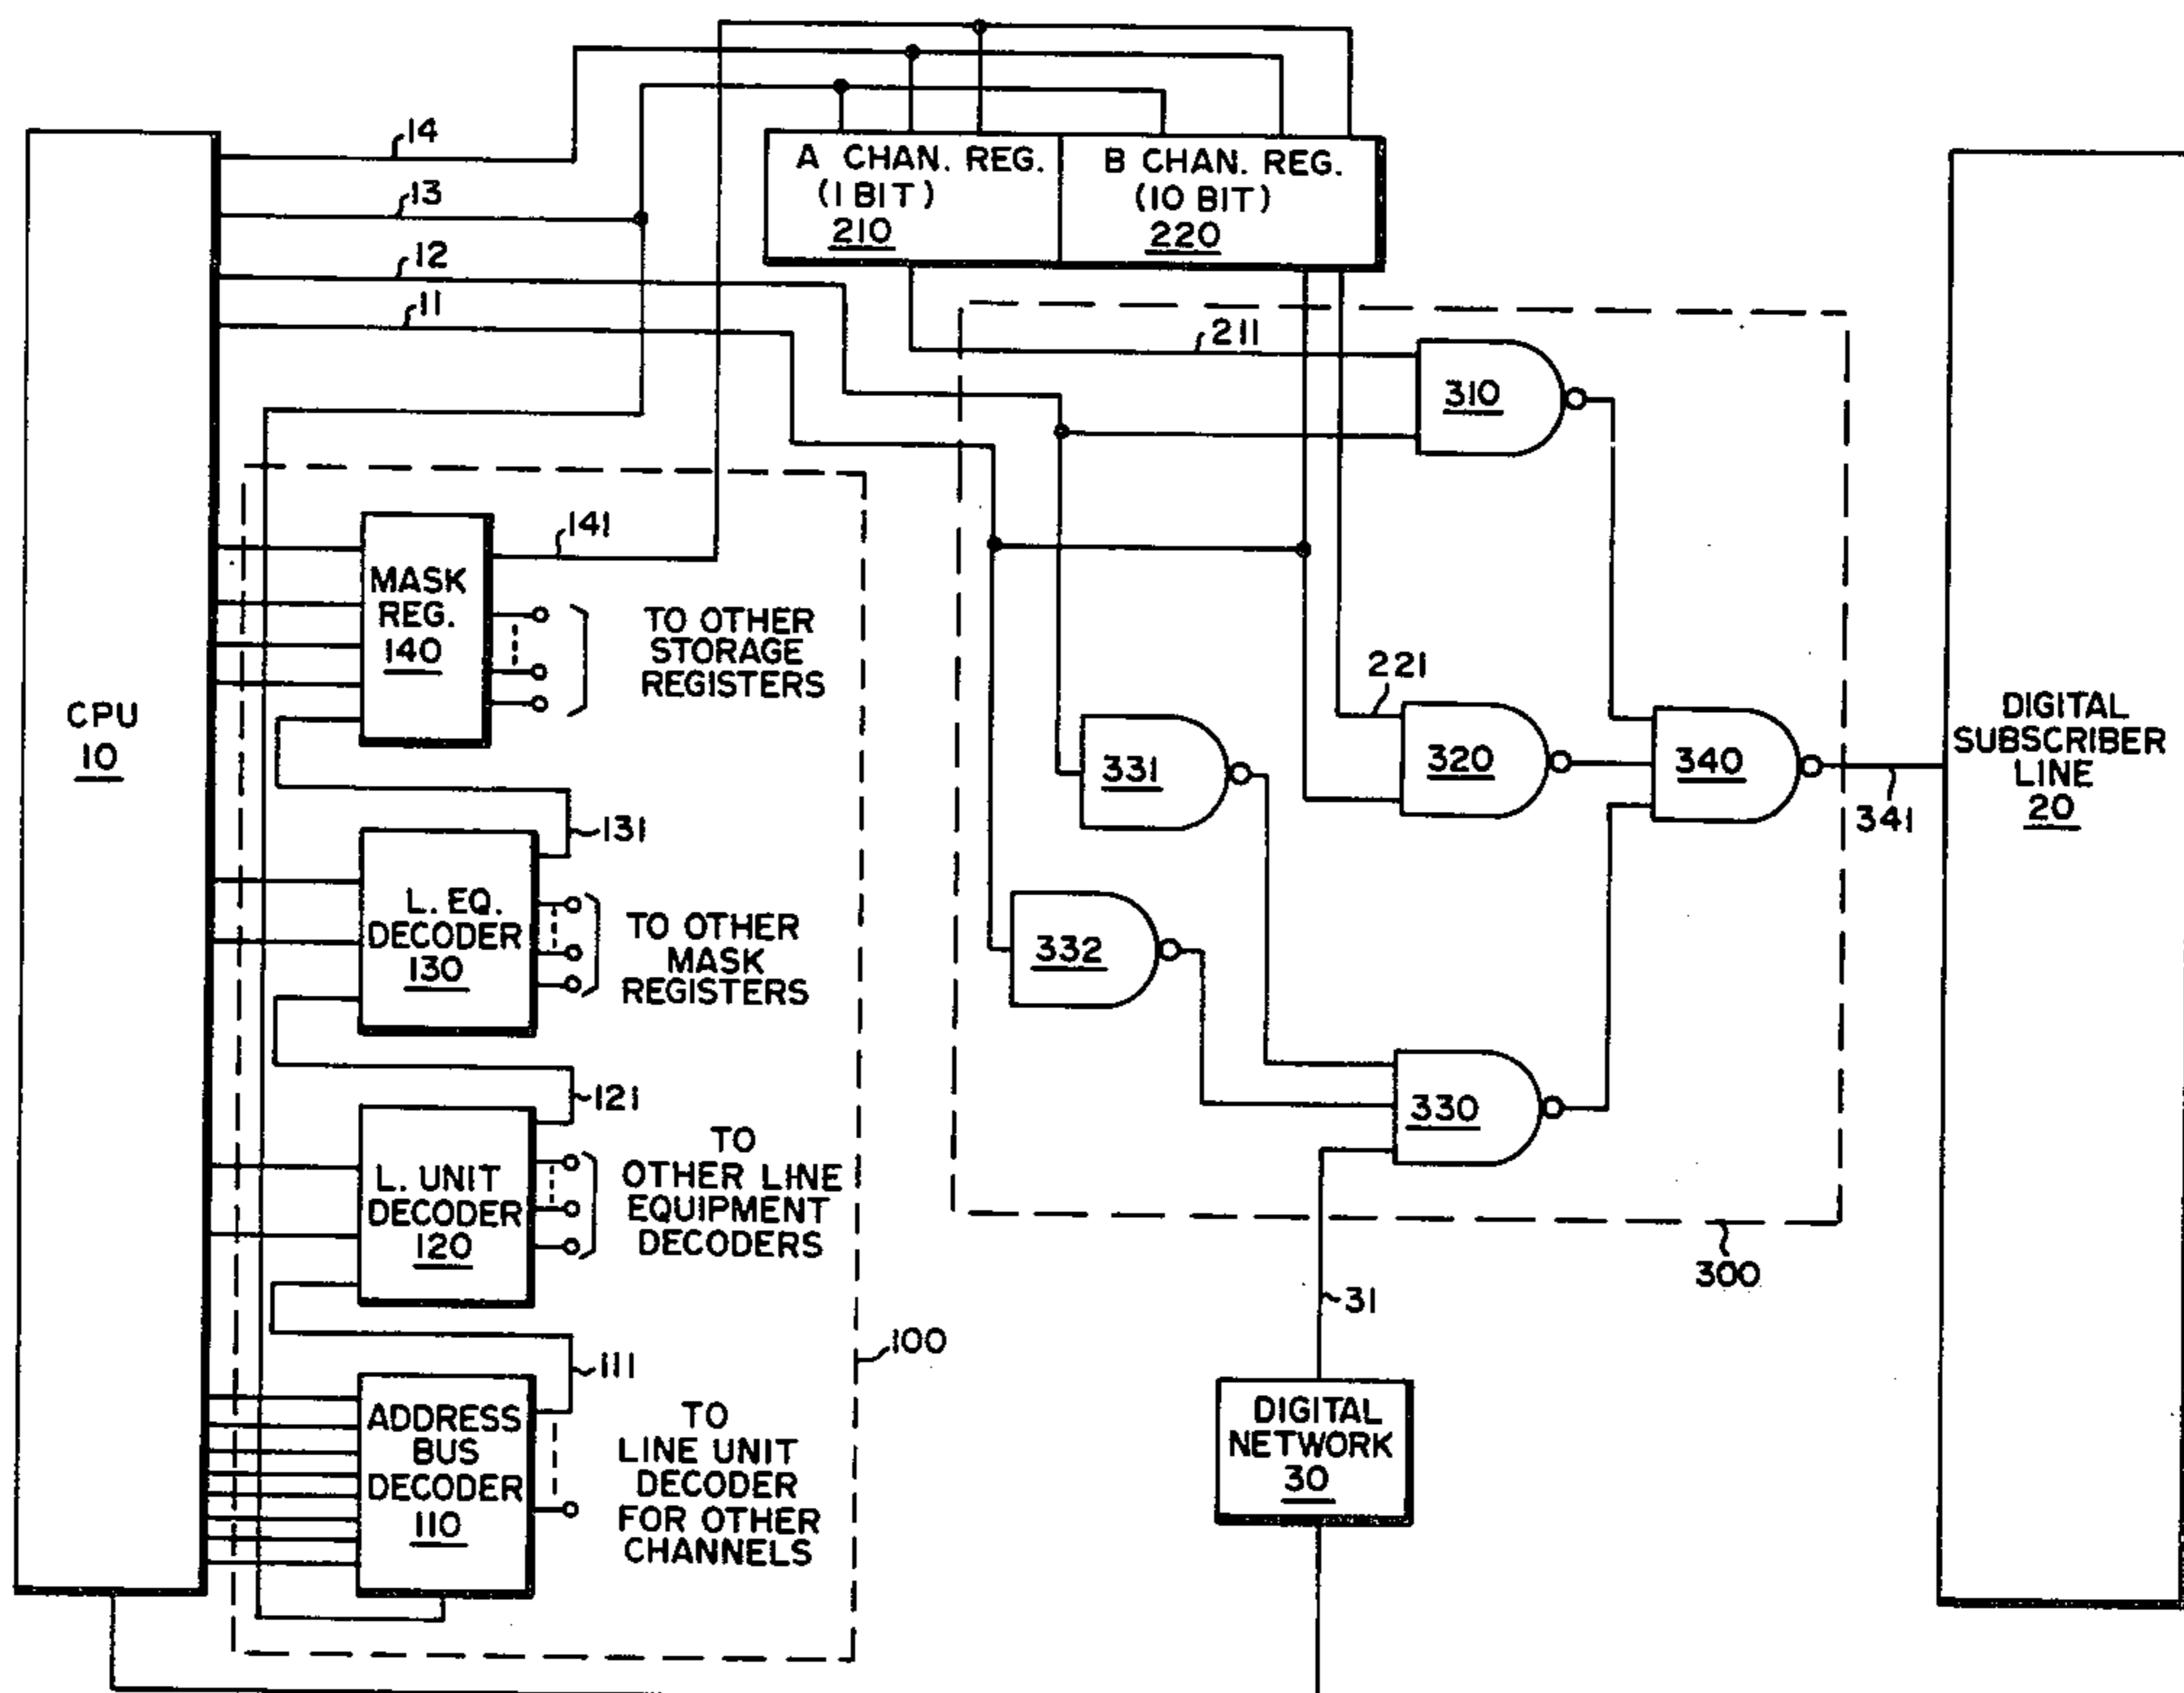 14
13
12
11
A CHAN. REG.
(1 BIT)
210
B CHAN. REG.
(10 BIT)
220
211
310
CPU
10
141
MASK
REG.
140
TO OTHER
STORAGE
REGISTERS
131
L. EQ.
DECODER
130
TO OTHER
MASK
REGISTERS
121
L. UNIT
DECODER
120
TO
OTHER LINE
EQUIPMENT
DECODERS
111
ADDRESS
BUS
DECODER
110
TO
LINE UNIT
DECODER
FOR OTHER
CHANNELS
100
221
331
320
340
332
330
341
300
31
DIGITAL
NETWORK
30
DIGITAL
SUBSCRIBER
LINE
20